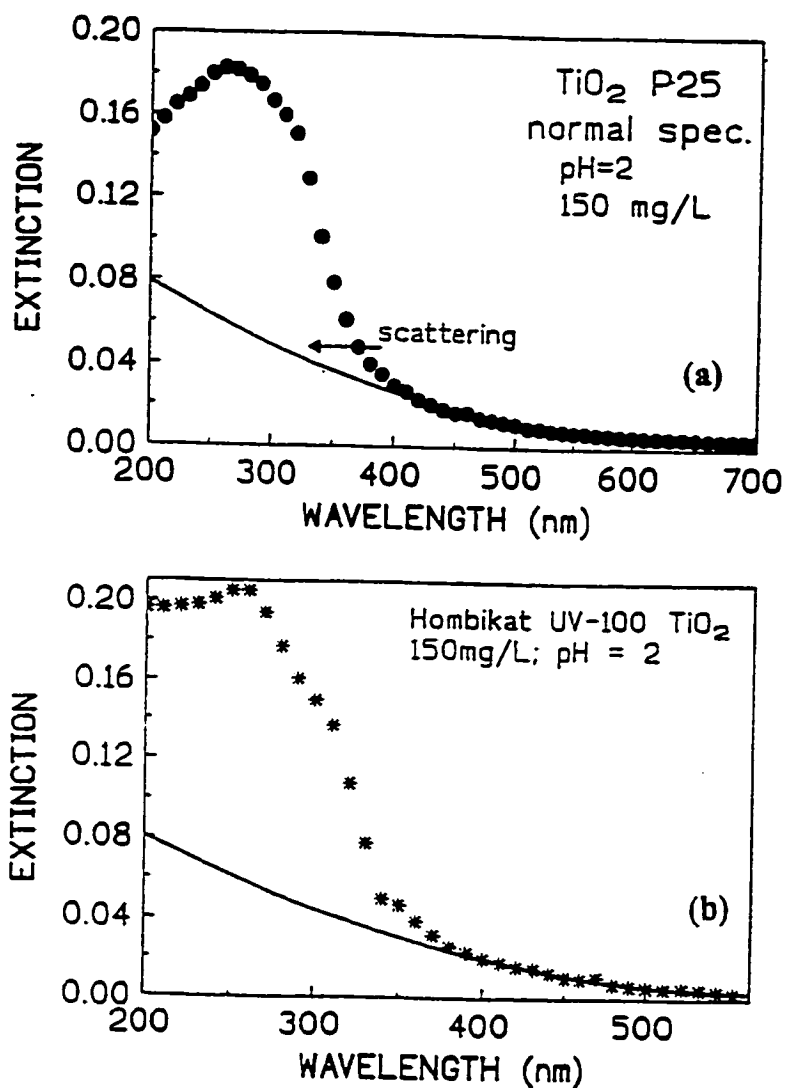 0.20
0.16
0.12
0.08
0.04
0.00
EXTINCTION
TiO₂ P25
normal spec.
pH=2
150 mg/L
scattering
(a)
200 300 400 500 600 700
WAVELENGTH (nm)
0.20
0.16
0.12
0.08
0.04
0.00
EXTINCTION
Hombikat UV-100 TiO₂
150mg/L; pH = 2
(b)
200 300 400 500
WAVELENGTH (nm)